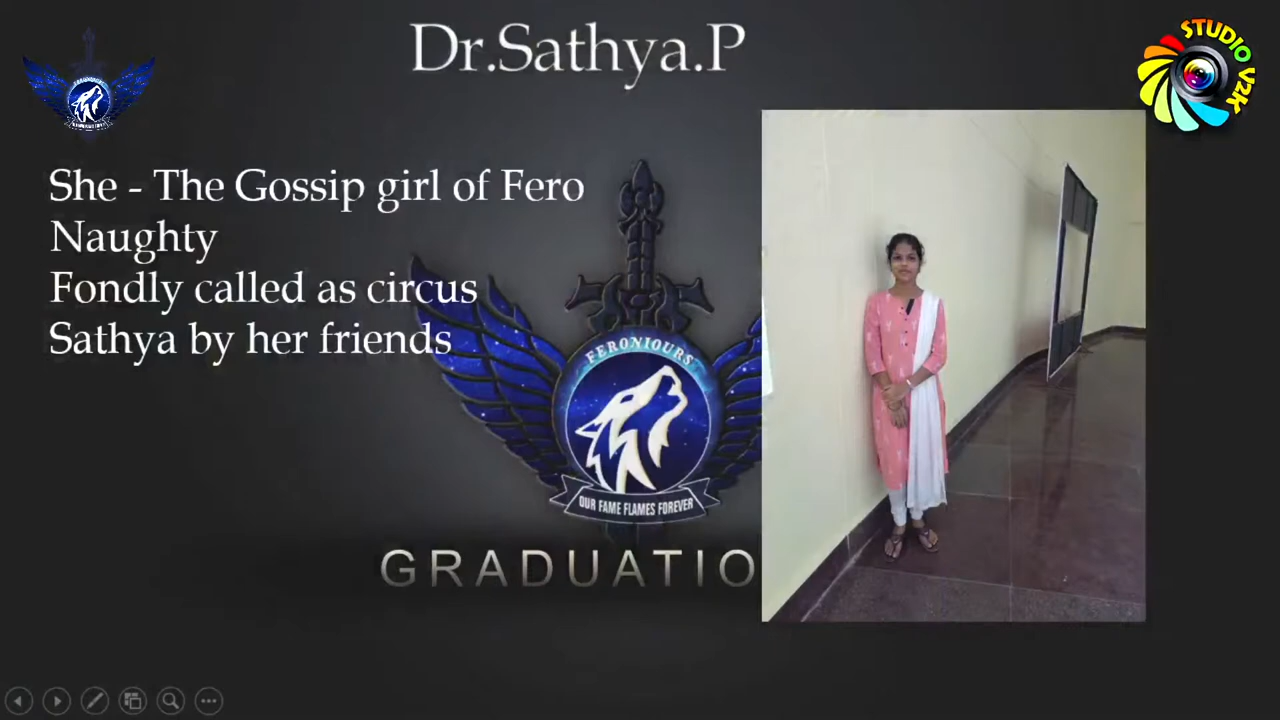 Dr.Sathya.P
STUDIO V2K
She - The Gossip girl of Fero
Naughty
Fondly called as circus
Sathya by her friends
FERONIOURS
OUR FAME FLAMES FOREVER
GRADUATIO